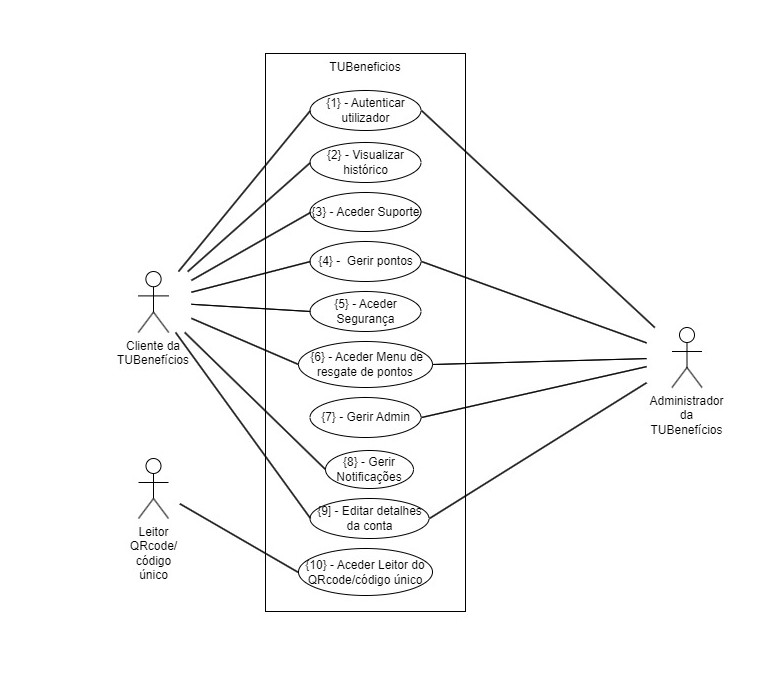 TUBeneficios
{1} - Autenticar
utilizador
{2} - Visualizar
histórico
{3} - Aceder Suporte
{4} -  Gerir pontos
{5} - Aceder
Segurança
{6} - Aceder Menu de
resgate de pontos
{7} - Gerir Admin
{8} - Gerir
Notificações
{9] - Editar detalhes
da conta
{10} - Aceder Leitor do
QRcode/código único
Cliente da
TUBenefícios
Leitor
QRcode/
código
único
Administrador
da
TUBenefícios